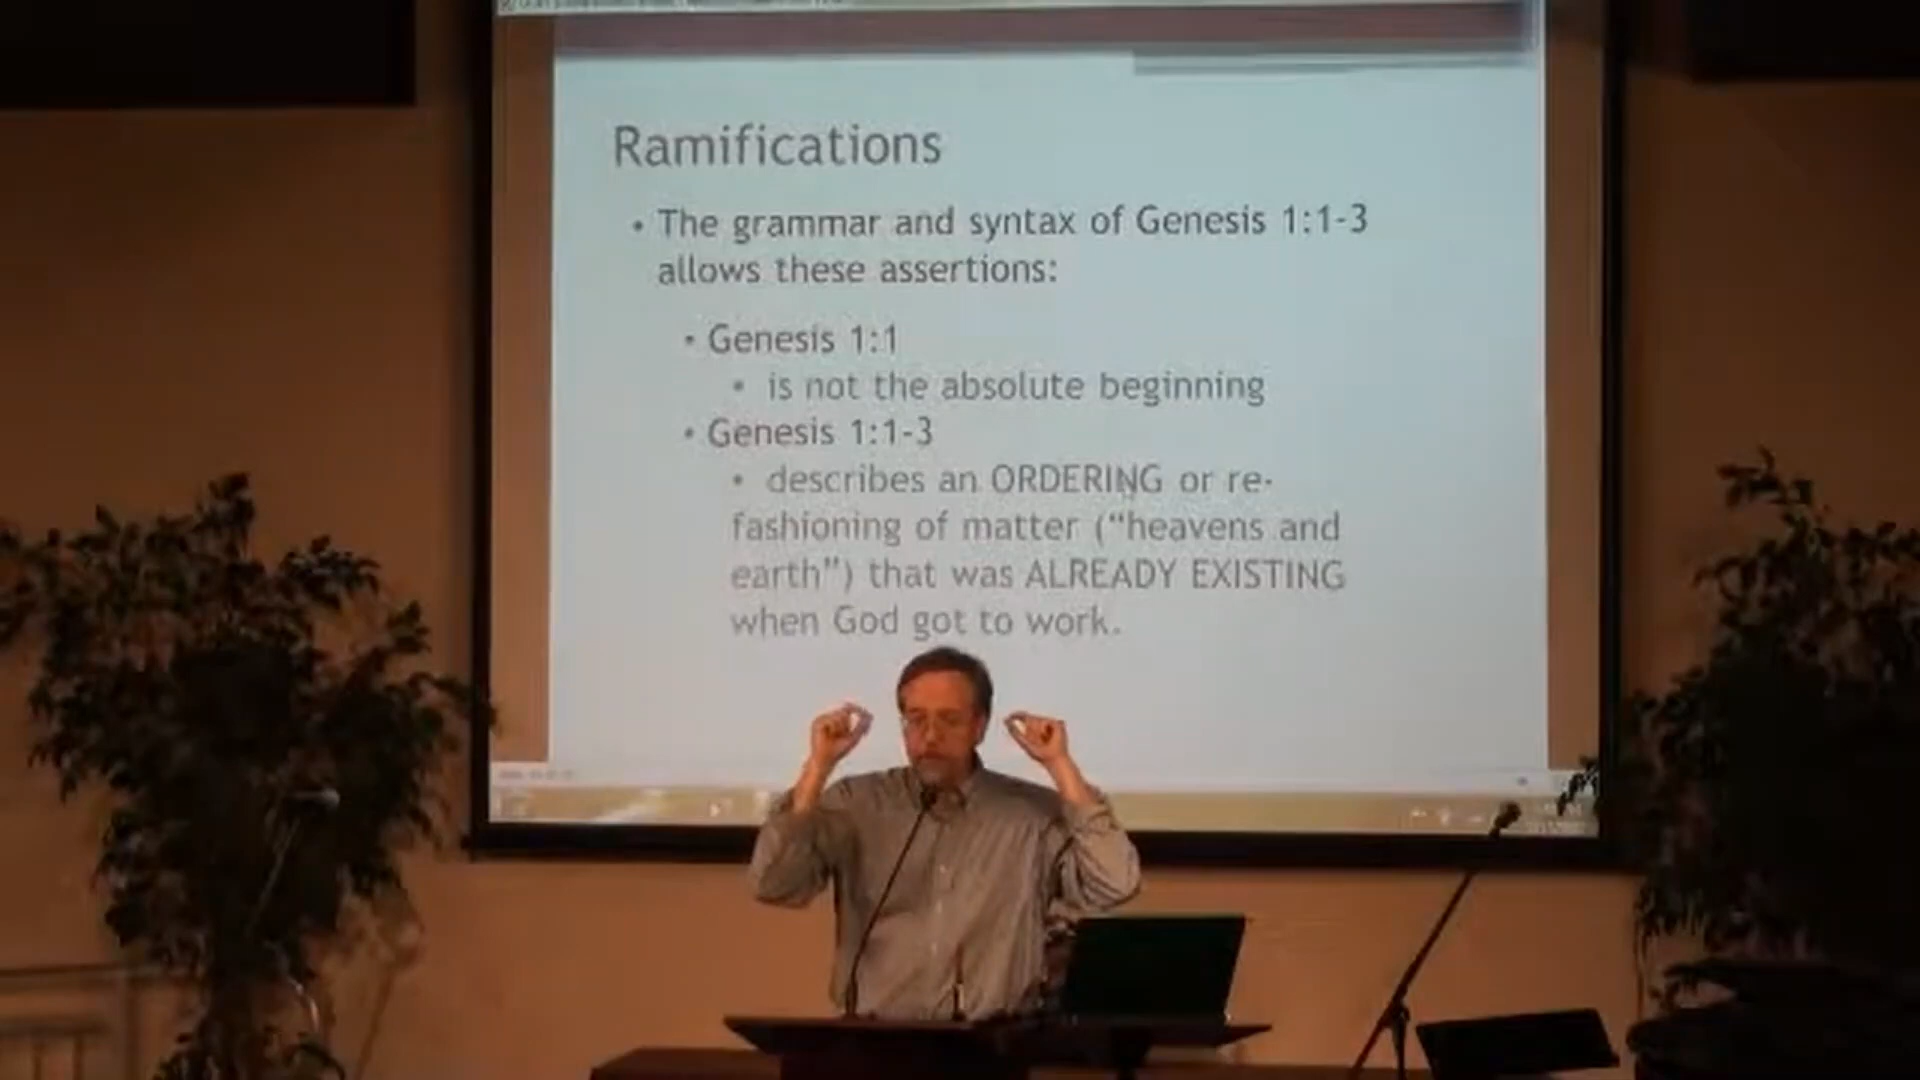 Ramifications
• The grammar and syntax of Genesis 1:1-3
allows these assertions:
• Genesis 1:1
• is not the absolute beginning
• Genesis 1:1-3
• describes an ORDERING or re-
fashioning of matter (“heavens and
earth”) that was ALREADY EXISTING
when God got to work.